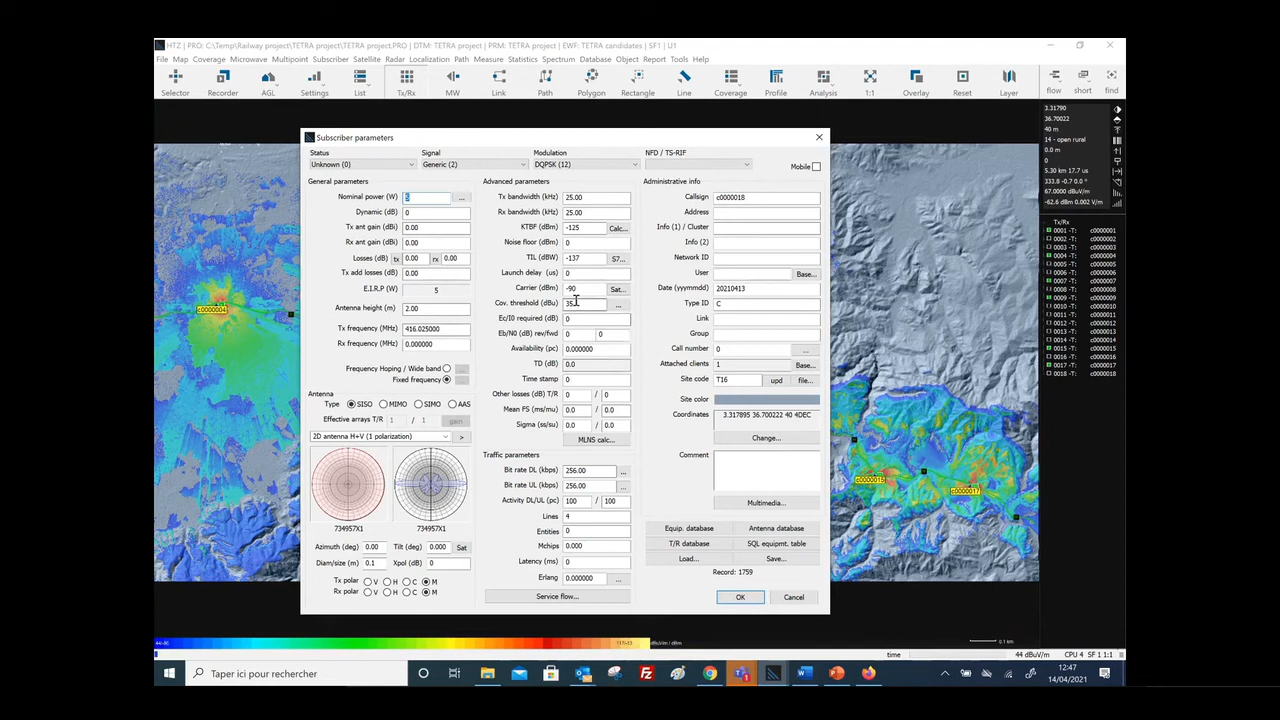 HTZ | PRO: C:\Temp\Railway project\TETRA project\TETRA project.PRO | DTM: TETRA project | PRM: TETRA project | EWF: TETRA candidates | SF1 | U1
File Map Coverage Microwave Multipoint Subscriber Satellite Radar Localization Path Measure Statistics Spectrum Database Object Report Tools Help
Selector Recorder AGL Settings List Tx/Rx MW Link Path Polygon Rectangle Line Coverage Profile Analysis 1:1 Overlay Reset Layer flow short find
Subscriber parameters
Status Signal Modulation NFD / TS-RIF
Unknown (0) Generic (2) DQPSK (12) Mobile
General parameters
Nominal power (W) 5 ...
Dynamic (dB) 0
Tx ant gain (dBi) 0.00
Rx ant gain (dBi) 0.00
Losses (dB) tx 0.00 rx 0.00
Tx add losses (dB) 0.00
E.I.R.P (W) 5
Antenna height (m) 2.00
Tx frequency (MHz) 416.025000
Rx frequency (MHz) 0.000000
Frequency Hoping / Wide band ...
Fixed frequency ...
Antenna
Type SISO MIMO SIMO AAS
Effective arrays T/R 1 / 1 gain
2D antenna H+V (1 polarization) >
734957X1 734957X1
Azimuth (deg) 0.00 Tilt (deg) 0.000 Sat
Diam/size (m) 0.1 Xpol (dB) 0
Tx polar V H C M
Rx polar V H C M
Advanced parameters
Tx bandwidth (kHz) 25.00
Rx bandwidth (kHz) 25.00
KTBF (dBm) -125 Calc...
Noise floor (dBm) 0
TIL (dBW) -137 S7...
Launch delay (us) 0
Carrier (dBm) -90 Sat...
Cov. threshold (dBu) 35 ...
Ec/I0 required (dB) 0
Eb/N0 (dB) rev/fwd 0 0
Availability (pc) 0.000000
TD (dB) 0.0
Time stamp 0
Other losses (dB) T/R 0 / 0
Mean FS (ms/mu) 0.0 / 0.0
Sigma (ss/su) 0.0 / 0.0
MLNS calc...
Traffic parameters
Bit rate DL (kbps) 256.00 ...
Bit rate UL (kbps) 256.00 ...
Activity DL/UL (pc) 100 / 100
Lines 4
Entities 0
Mchips 0.000
Latency (ms) 0
Erlang 0.000000 ...
Service flow...
Administrative info
Callsign c0000018
Address
Info (1) / Cluster
Info (2)
Network ID
User Base...
Date (yyyymmdd) 20210413
Type ID C
Link
Group
Call number 0 ...
Attached clients 1 Base...
Site code T16 upd file...
Site color
Coordinates 3.317895 36.700222 40 4DEC
Change...
Comment
Multimedia...
Equip. database Antenna database
T/R database SQL equipmt. table
Load... Save...
Record: 1759
OK Cancel
c0000004
c0000015
c0000017
3.31790
36.70022
40 m
14 - open rural
0.0 m
0
5.30 km 17.7 us
333.8 -0.7 0.0 °
67.0000 dBuV/m
-62.6 dBm 0.002 V/m
Tx/Rx
0001 -T: c0000001
0002 -T: c0000002
0003 -T: c0000003
0004 -T: c0000004
0005 -T: c0000005
0006 -T: c0000006
0007 -T: c0000007
0008 -T: c0000008
0009 -T: c0000009
0010 -T: c0000010
0011 -T: c0000011
0012 -T: c0000012
0013 -T: c0000013
0014 -T: c0000014
0015 -T: c0000015
0016 -T: c0000016
0017 -T: c0000017
0018 -T: c0000018
dBuV/m / dBm
0.1 km
time 44 dBuV/m CPU 4 SF 1 1:1
Taper ici pour rechercher
12:47
14/04/2021